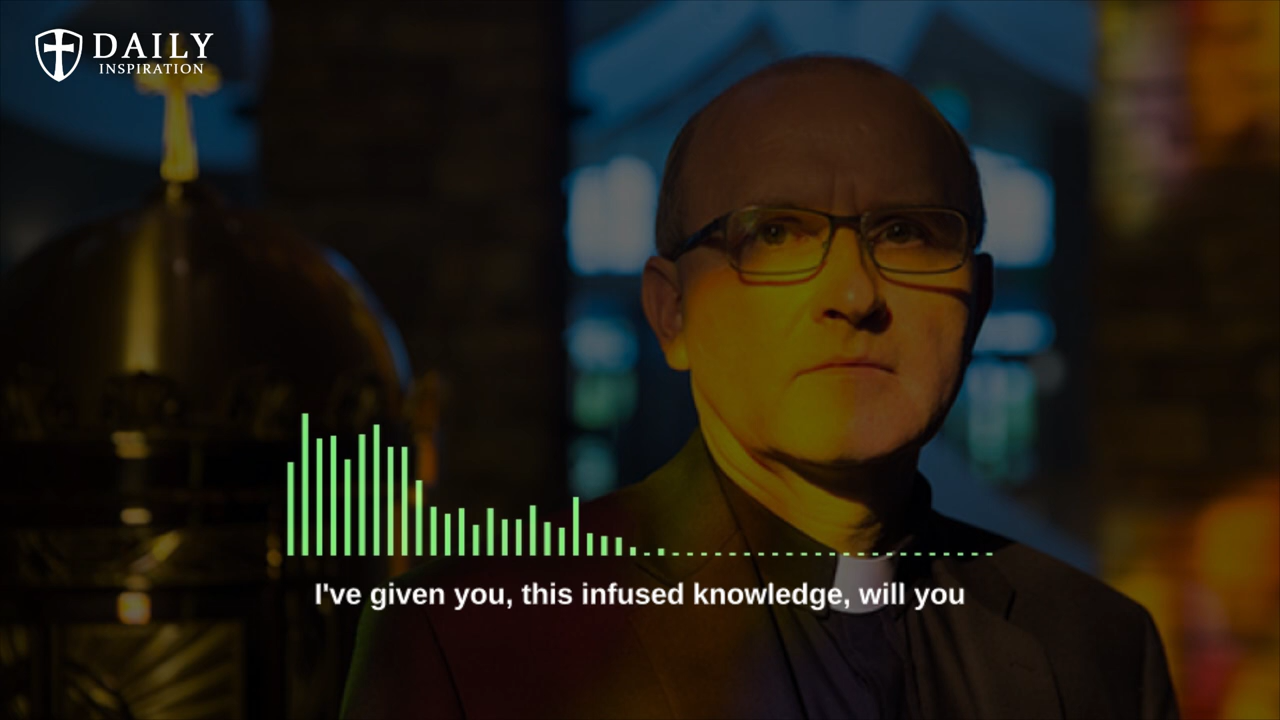 DAILY
INSPIRATION
I've given you, this infused knowledge, will you